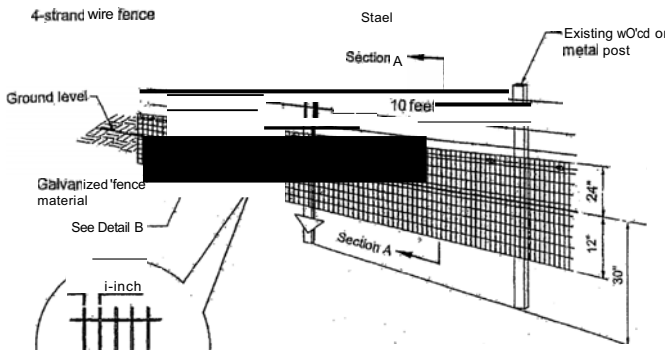 4-strand wire fence
Stael
Existing wO'cd or
metal post
Section A
Ground level
10 feel
Galvanized 'fence
material
24"
See Detail B
12"
Section A
30"
i-inch